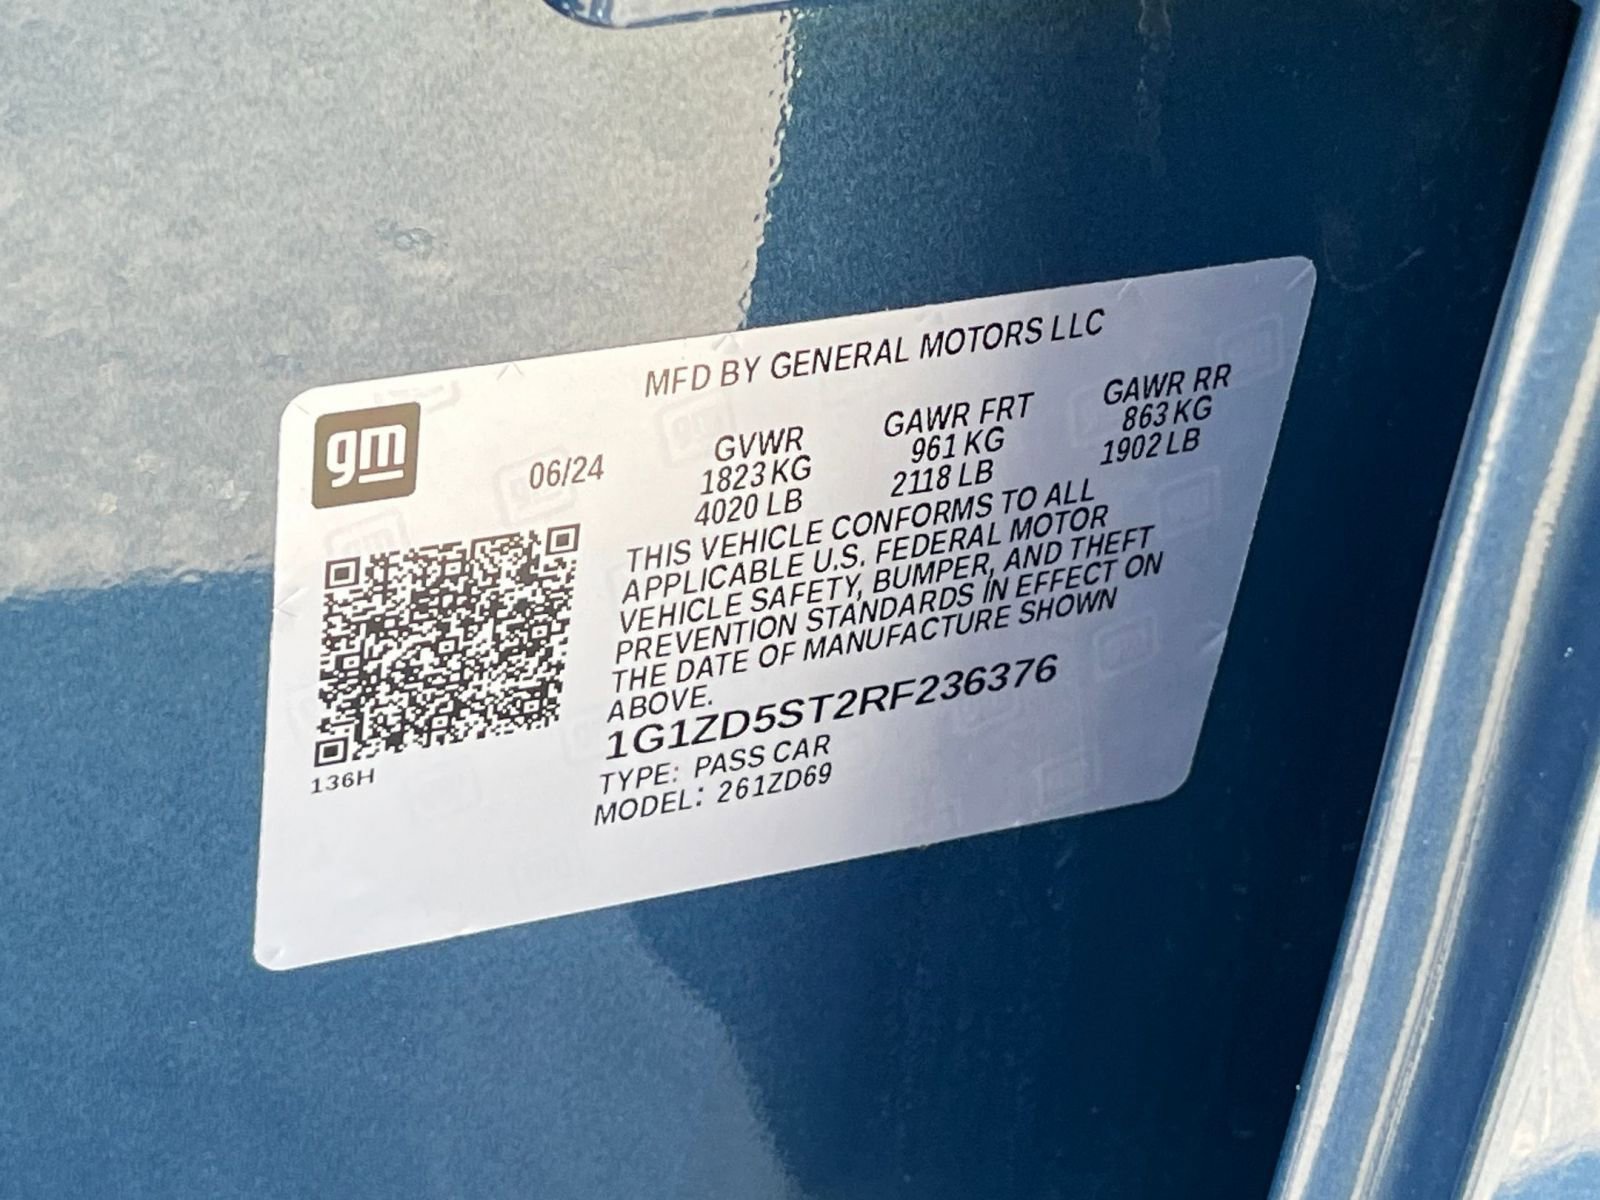 MFD BY GENERAL MOTORS LLC
gm
06/24
GVWR
1823 KG
4020 LB
GAWR FRT
961 KG
2118 LB
GAWR RR
863 KG
1902 LB
THIS VEHICLE CONFORMS TO ALL
APPLICABLE U.S. FEDERAL MOTOR
VEHICLE SAFETY, BUMPER, AND THEFT
PREVENTION STANDARDS IN EFFECT ON
THE DATE OF MANUFACTURE SHOWN
ABOVE.
1G1ZD5ST2RF236376
TYPE: PASS CAR
MODEL: 261ZD69
136H